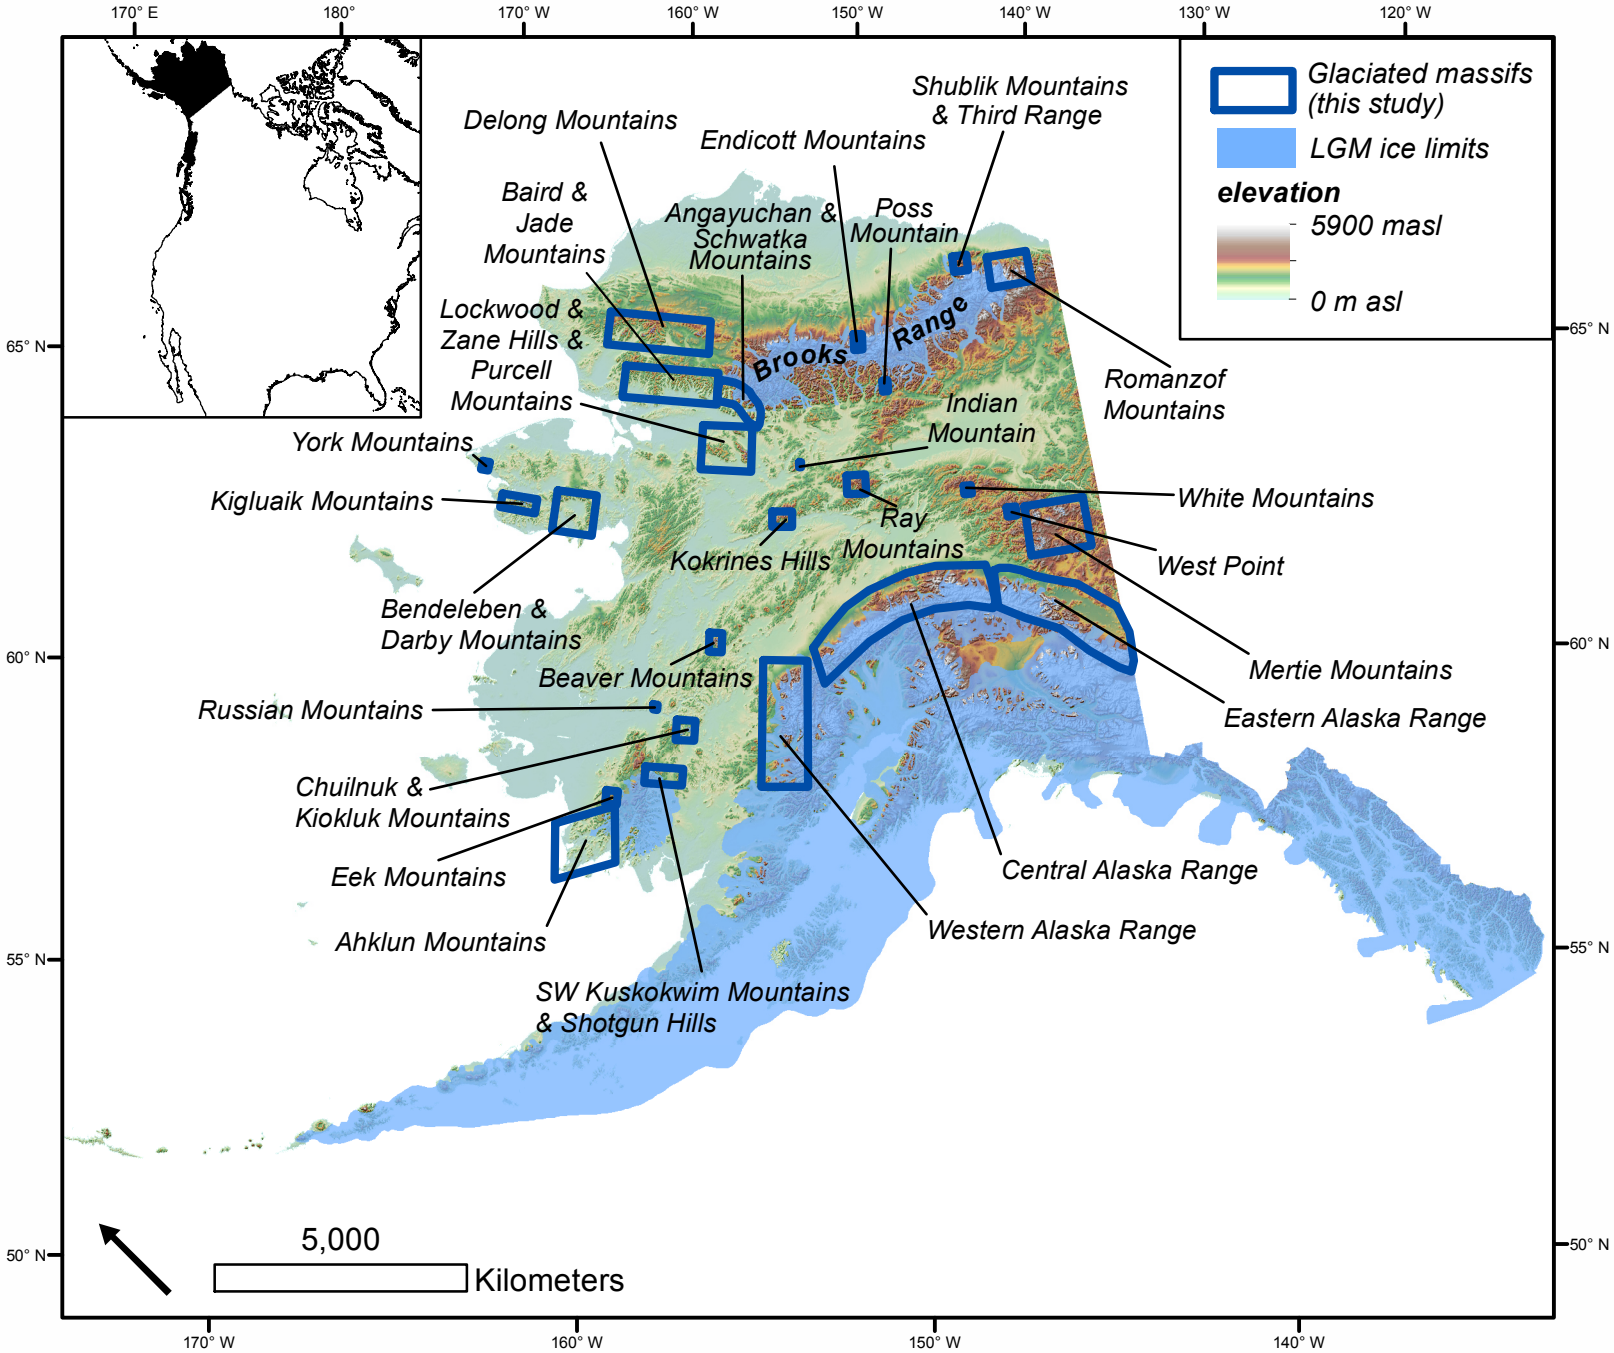 170° E
180°
170° W
160° W
150° W
140° W
130° W
120° W
Glaciated massifs
(this study)
LGM ice limits
elevation
5900 masl
0 m asl
Shublik Mountains
& Third Range
Delong Mountains
Endicott Mountains
Baird &
Jade
Mountains
Angayuchan &
Schwatka
Mountains
Poss
Mountain
Lockwood &
Zane Hills &
Purcell
Mountains
Brooks
Range
Romanzof
Mountains
Indian
Mountain
York Mountains
Kigluaik Mountains
White Mountains
Ray
Mountains
Kokrines Hills
West Point
Bendeleben &
Darby Mountains
Mertie Mountains
Beaver Mountains
Russian Mountains
Eastern Alaska Range
Chuilnuk &
Kiokluk Mountains
Eek Mountains
Central Alaska Range
Ahklun Mountains
Western Alaska Range
SW Kuskokwim Mountains
& Shotgun Hills
65° N
60° N
55° N
50° N
65° N
60° N
55° N
50° N
5,000
Kilometers
170° W
160° W
150° W
140° W